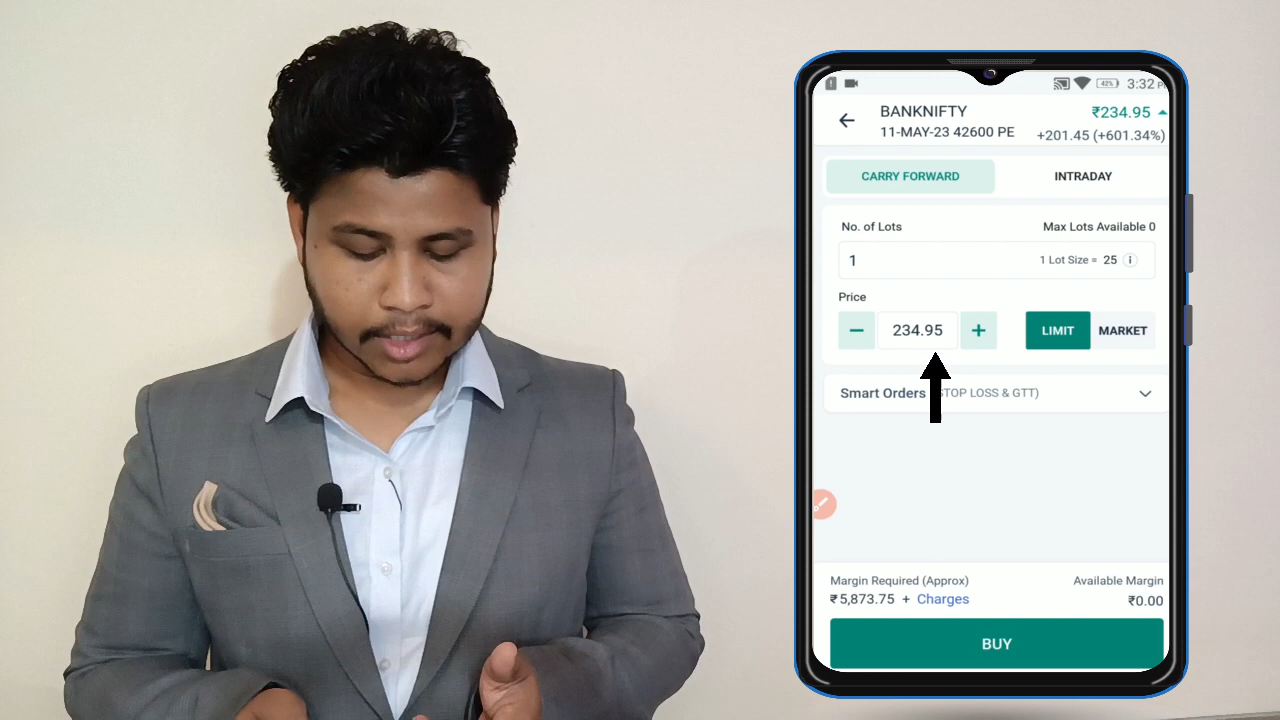 42%
3:32
BANKNIFTY
₹234.95
11-MAY-23 42600 PE
+201.45 (+601.34%)
CARRY FORWARD
INTRADAY
No. of Lots
Max Lots Available 0
1
1 Lot Size = 25
Price
− 234.95 +
LIMIT
MARKET
Smart Orders
STOP LOSS & GTT)
Margin Required (Approx)
Available Margin
₹5,873.75 + Charges
₹0.00
BUY